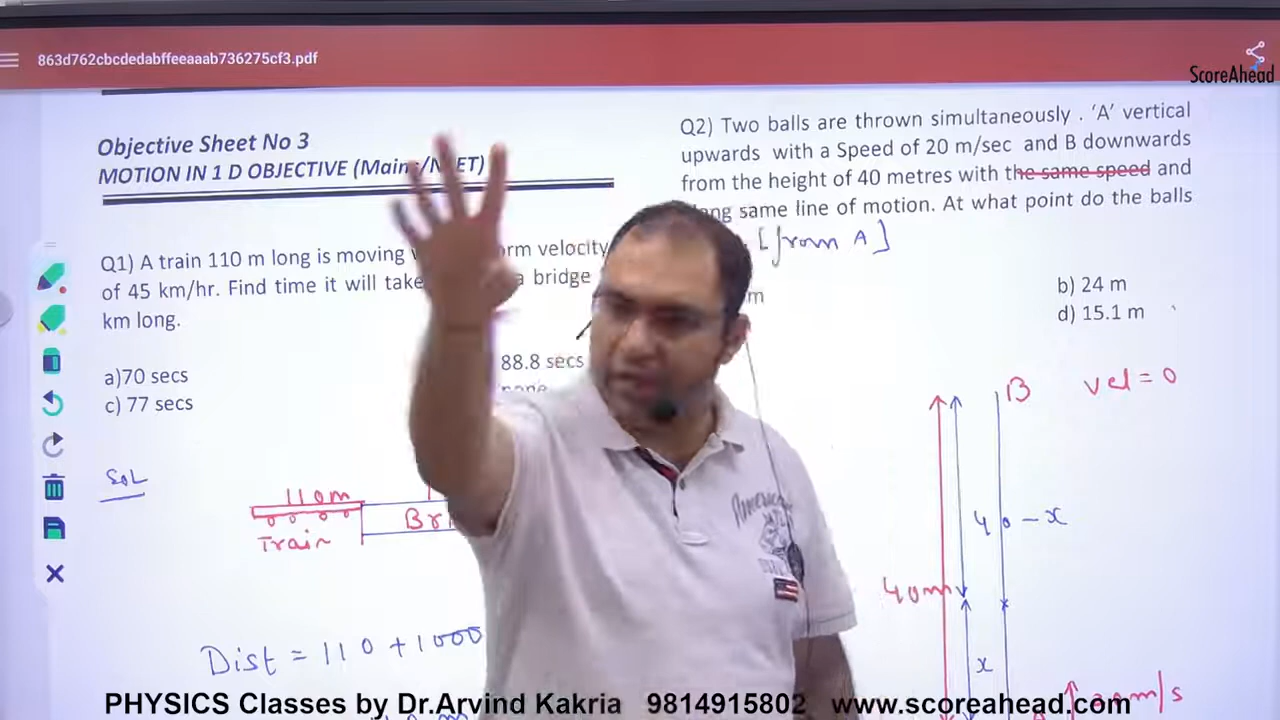 863d762cbcdedabffeeaaab736275cf3.pdf
ScoreAhead
Objective Sheet No 3
MOTION IN 1 D OBJECTIVE (Mains/NEET)
Q1) A train 110 m long is moving velocity
of 45 km/hr. Find time it will take a bridge
km long.
a)70 secs
88.8 secs
c) 77 secs
none
Sol
110m
Train
Dist = 110 + 1000
Q2) Two balls are thrown simultaneously . ‘A’ vertical
upwards with a Speed of 20 m/sec and B downwards
from the height of 40 metres with the same speed and
same line of motion. At what point do the balls
[from A]
m
b) 24 m
d) 15.1 m
B vel = 0
40 - x
40m
x
20m/s
PHYSICS Classes by Dr.Arvind Kakria 9814915802 www.scoreahead.com